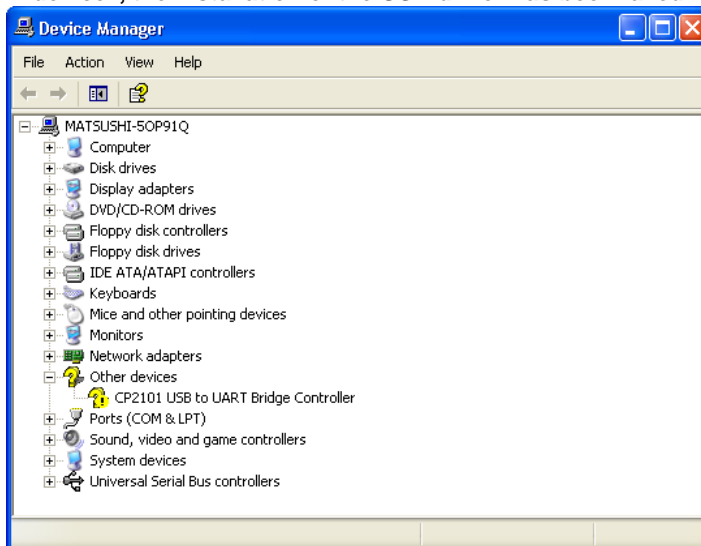 Device Manager
File Action View Help
MATSUSHI-5OP91Q
Computer
Disk drives
Display adapters
DVD/CD-ROM drives
Floppy disk controllers
Floppy disk drives
IDE ATA/ATAPI controllers
Keyboards
Mice and other pointing devices
Monitors
Network adapters
Other devices
CP2101 USB to UART Bridge Controller
Ports (COM & LPT)
Sound, video and game controllers
System devices
Universal Serial Bus controllers